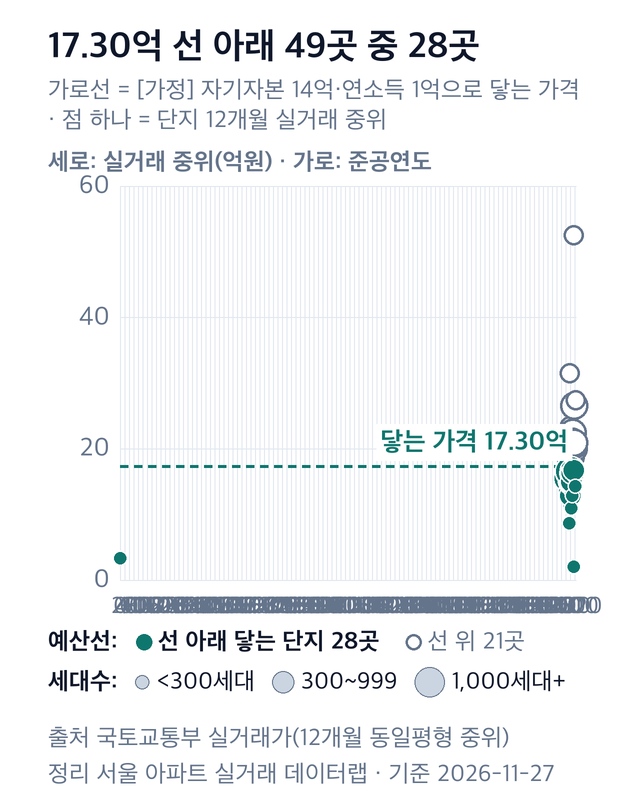 17.30억 선 아래 49곳 중 28곳
가로선 = [가정] 자기자본 14억·연소득 1억으로 닿는 가격
· 점 하나 = 단지 12개월 실거래 중위
세로: 실거래 중위(억원) · 가로: 준공연도
60
40
닿는 가격 17.30억
20
0
예산선: 선 아래 닿는 단지 28곳 선 위 21곳
세대수: <300세대 300~999 1,000세대+
출처 국토교통부 실거래가(12개월 동일평형 중위)
정리 서울 아파트 실거래 데이터랩 · 기준 2026-11-27